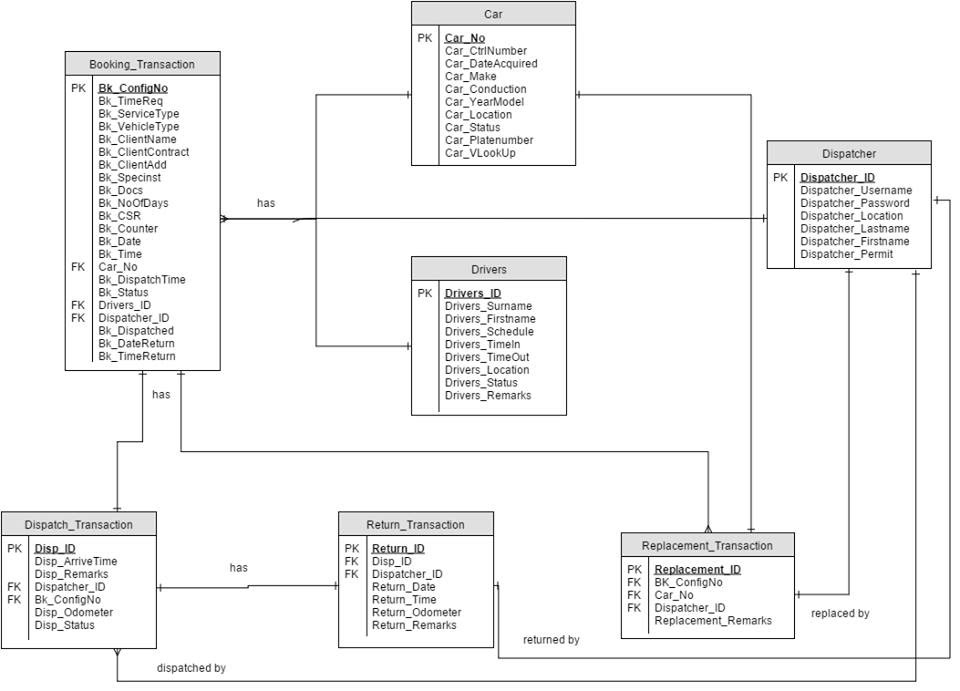 Car
PK Car_No
Car_CtrlNumber
Car_DateAcquired
Car_Make
Car_Conduction
Car_YearModel
Car_Location
Car_Status
Car_Platenumber
Car_VLookUp
Booking_Transaction
PK Bk_ConfigNo
Bk_TimeReq
Bk_ServiceType
Bk_VehicleType
Bk_ClientName
Bk_ClientContract
Bk_ClientAdd
Bk_Specinst
Bk_Docs
Bk_NoOfDays
Bk_CSR
Bk_Counter
Bk_Date
Bk_Time
FK Car_No
Bk_DispatchTime
Bk_Status
FK Drivers_ID
FK Dispatcher_ID
Bk_Dispatched
Bk_DateReturn
Bk_TimeReturn
has
Dispatcher
PK Dispatcher_ID
Dispatcher_Username
Dispatcher_Password
Dispatcher_Location
Dispatcher_Lastname
Dispatcher_Firstname
Dispatcher_Permit
Drivers
PK Drivers_ID
Drivers_Surname
Drivers_Firstname
Drivers_Schedule
Drivers_TimeIn
Drivers_TimeOut
Drivers_Location
Drivers_Status
Drivers_Remarks
has
Dispatch_Transaction
PK Disp_ID
Disp_ArriveTime
Disp_Remarks
FK Dispatcher_ID
FK Bk_ConfigNo
Disp_Odometer
Disp_Status
has
Return_Transaction
PK Return_ID
FK Disp_ID
FK Dispatcher_ID
Return_Date
Return_Time
Return_Odometer
Return_Remarks
Replacement_Transaction
PK Replacement_ID
FK BK_ConfigNo
FK Car_No
FK Dispatcher_ID
Replacement_Remarks
replaced by
returned by
dispatched by